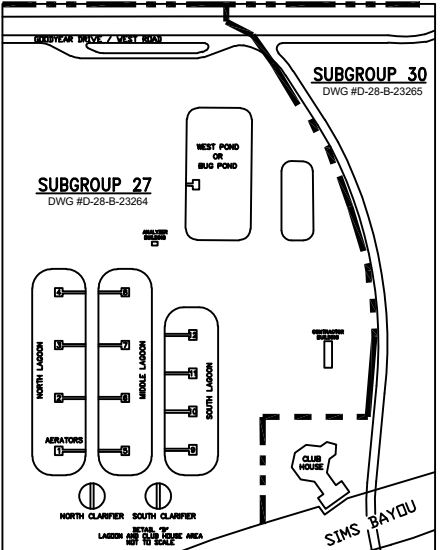 GOODYEAR DRIVE / WEST ROAD
SUBGROUP 30
DWG #D-28-B-23265
WEST POND
OR
BUG POND
SUBGROUP 27
DWG #D-28-B-23264
ANALYZER
BUILDING
4
8
3
7
12
2
6
11
1
5
10
9
NORTH LAGOON
MIDDLE LAGOON
SOUTH LAGOON
CONTRACTOR
BUILDING
AERATORS
CLUB
HOUSE
NORTH CLARIFIER
SOUTH CLARIFIER
SIMS BAYOU
LAGOON AND CLUB HOUSE AREA
NOT TO SCALE